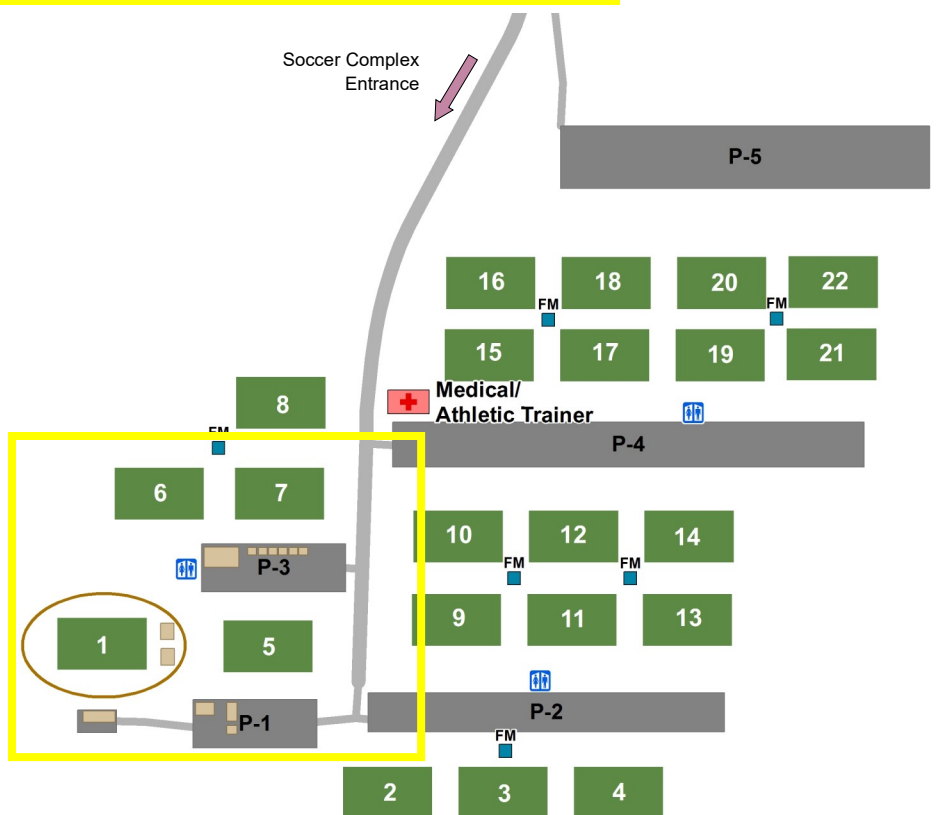 Soccer Complex
Entrance
P-5
16
18
20
22
FM
FM
15
17
19
21
Medical/
Athletic Trainer
8
P-4
FM
6
7
10
12
14
FM
FM
P-3
9
11
13
1
5
P-2
P-1
FM
2
3
4